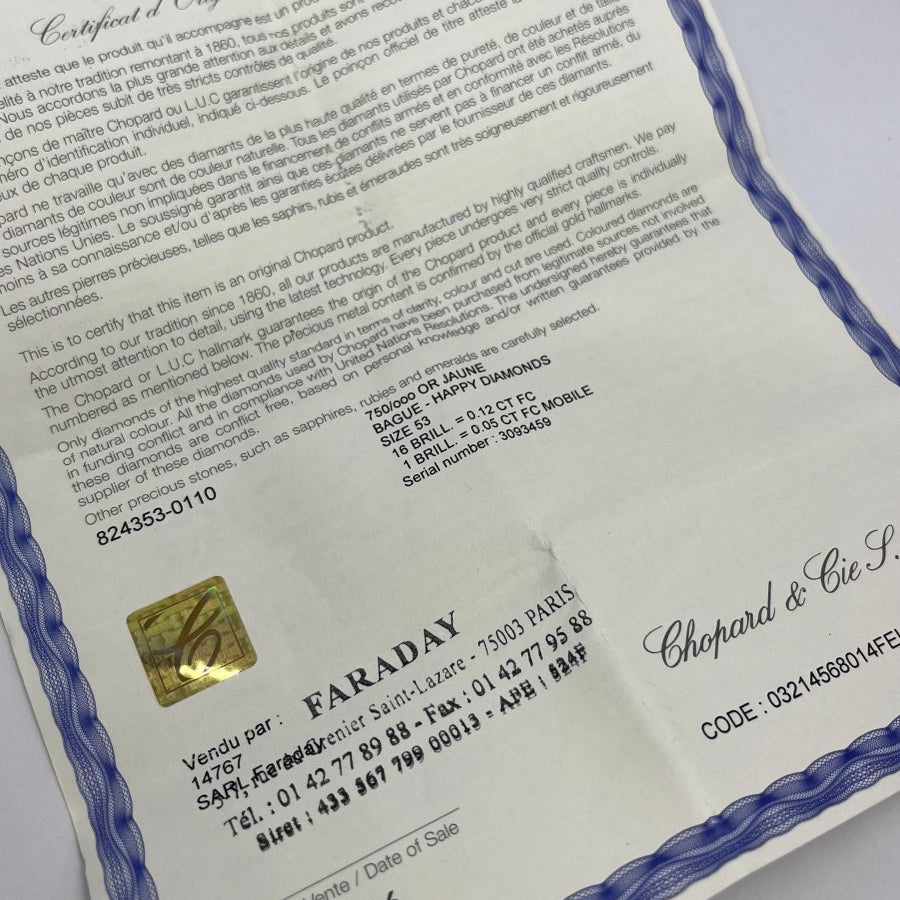 Certificat d'
atteste que le produit qu'il accompagne est un
élité à notre tradition remontant à 1860, tous nos produits sont
Nous accordons la plus grande attention aux détails et avons
de nos pièces subit de très stricts contrôles de qualité.
nçons de maître Chopard ou L.U.C garantissent l'origine de nos produits et
méro d'identification individuel, indiqué ci-dessous. Le poinçon officiel de titre atteste la
ux de chaque produit.
pard ne travaille qu'avec des diamants de la plus haute qualité en termes de pureté, de couleur et de
diamants de couleur sont de couleur naturelle. Tous les diamants utilisés par Chopard ont été achetés auprès
sources légitimes non impliquées dans le financement de conflits armés et en conformité avec les Résolutions
es Nations Unies. Le soussigné garantit ainsi que ces diamants ne servent pas à financer un conflit armé, du
moins à sa connaissance et/ou d'après les garanties écrites délivrées par le fournisseur de ces diamants.
Les autres pierres précieuses, telles que les saphirs, rubis et émeraudes sont très soigneusement et rigoureusement
sélectionnées.
This is to certify that this item is an original Chopard product.
According to our tradition since 1860, all our products are manufactured by highly qualified craftsmen. We pay
the utmost attention to detail, using the latest technology. Every piece undergoes very strict quality controls.
The Chopard or L.U.C hallmark guarantees the origin of the Chopard product and every piece is individually
numbered as mentioned below. The precious metal content is confirmed by the official gold hallmarks.
Only diamonds of the highest quality standard in terms of clarity, colour and cut are used. Coloured diamonds are
of natural colour. All the diamonds used by Chopard have been purchased from legitimate sources not involved
in funding conflict and in compliance with United Nations Resolutions. The undersigned hereby guarantees that
these diamonds are conflict free, based on personal knowledge and/or written guarantees provided by the
supplier of these diamonds.
Other precious stones, such as sapphires, rubies and emeralds are carefully selected.
824353-0110
750/ooo OR JAUNE
BAGUE - HAPPY DIAMONDS
SIZE 53
16 BRILL. = 0.12 CT FC
1 BRILL. = 0.05 CT FC MOBILE
Serial number : 3093459
Chopard & Cie S.
CODE : 03214568014FEL
Vendu par :
14767
SARL Faraday
FARADAY
5-7, rue du Grenier Saint-Lazare - 75003 PARIS
Tél. : 01 42 77 89 88 - Fax : 01 42 77 95 88
Siret : 433 567 799 00013 - APE : 524F
Vente / Date of Sale